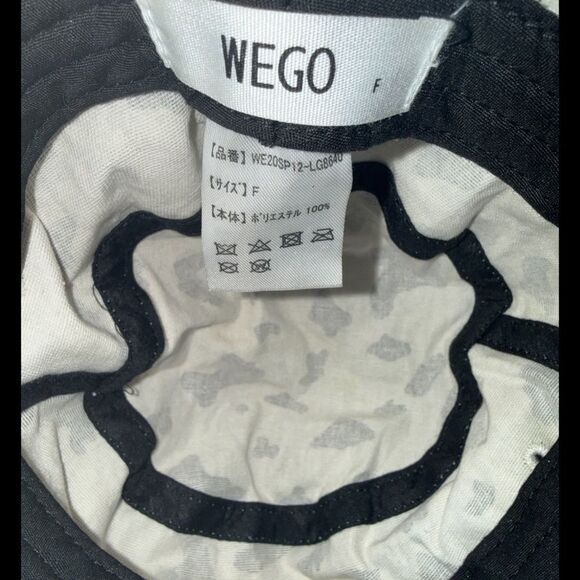 WEGO
F
【品番】 WE20SP12-LG8640
【サイズ】 F
【本体】 ポリエステル 100%